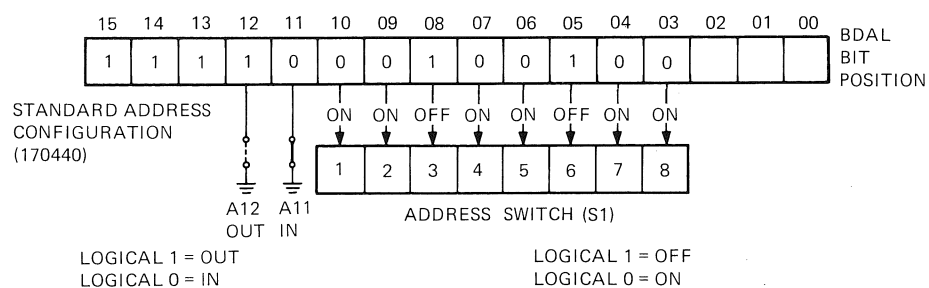 15 14 13 12 11 10 09 08 07 06 05 04 03 02 01 00
BDAL
BIT
POSITION
1 1 1 1 0 0 0 1 0 0 1 0 0
STANDARD ADDRESS
CONFIGURATION
(170440)
ON ON OFF ON ON OFF ON ON
1 2 3 4 5 6 7 8
A12 A11
OUT IN
ADDRESS SWITCH (S1)
LOGICAL 1 = OUT
LOGICAL 0 = IN
LOGICAL 1 = OFF
LOGICAL 0 = ON